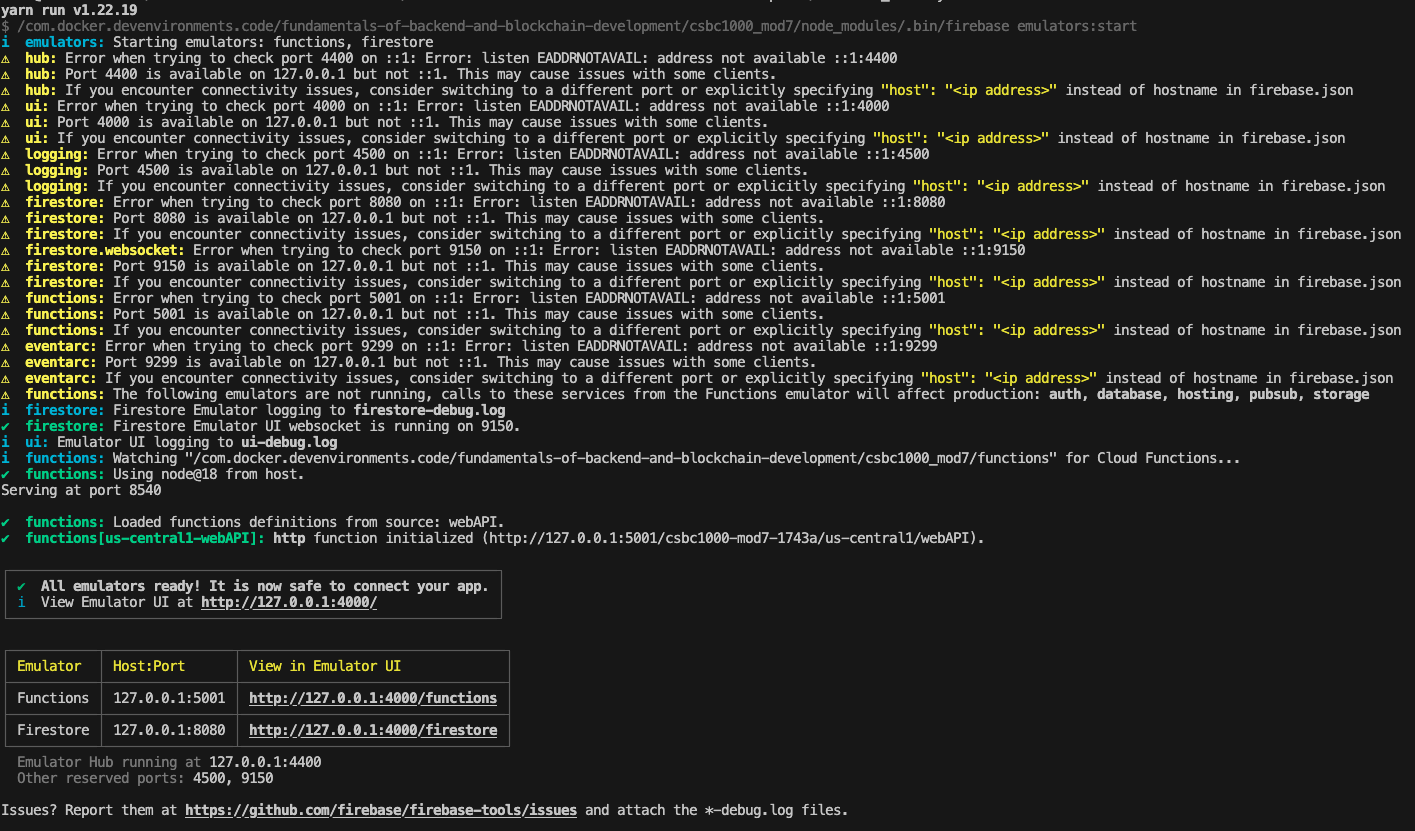 yarn run v1.22.19
$ /com.docker.devenvironments.code/fundamentals-of-backend-and-blockchain-development/csbc1000_mod7/node_modules/.bin/firebase emulators:start
i emulators: Starting emulators: functions, firestore
⚠ hub: Error when trying to check port 4400 on ::1: Error: listen EADDRNOTAVAIL: address not available ::1:4400
⚠ hub: Port 4400 is available on 127.0.0.1 but not ::1. This may cause issues with some clients.
⚠ hub: If you encounter connectivity issues, consider switching to a different port or explicitly specifying "host": "<ip address>" instead of hostname in firebase.json
⚠ ui: Error when trying to check port 4000 on ::1: Error: listen EADDRNOTAVAIL: address not available ::1:4000
⚠ ui: Port 4000 is available on 127.0.0.1 but not ::1. This may cause issues with some clients.
⚠ ui: If you encounter connectivity issues, consider switching to a different port or explicitly specifying "host": "<ip address>" instead of hostname in firebase.json
⚠ logging: Error when trying to check port 4500 on ::1: Error: listen EADDRNOTAVAIL: address not available ::1:4500
⚠ logging: Port 4500 is available on 127.0.0.1 but not ::1. This may cause issues with some clients.
⚠ logging: If you encounter connectivity issues, consider switching to a different port or explicitly specifying "host": "<ip address>" instead of hostname in firebase.json
⚠ firestore: Error when trying to check port 8080 on ::1: Error: listen EADDRNOTAVAIL: address not available ::1:8080
⚠ firestore: Port 8080 is available on 127.0.0.1 but not ::1. This may cause issues with some clients.
⚠ firestore: If you encounter connectivity issues, consider switching to a different port or explicitly specifying "host": "<ip address>" instead of hostname in firebase.json
⚠ firestore.websocket: Error when trying to check port 9150 on ::1: Error: listen EADDRNOTAVAIL: address not available ::1:9150
⚠ firestore: Port 9150 is available on 127.0.0.1 but not ::1. This may cause issues with some clients.
⚠ firestore: If you encounter connectivity issues, consider switching to a different port or explicitly specifying "host": "<ip address>" instead of hostname in firebase.json
⚠ functions: Error when trying to check port 5001 on ::1: Error: listen EADDRNOTAVAIL: address not available ::1:5001
⚠ functions: Port 5001 is available on 127.0.0.1 but not ::1. This may cause issues with some clients.
⚠ functions: If you encounter connectivity issues, consider switching to a different port or explicitly specifying "host": "<ip address>" instead of hostname in firebase.json
⚠ eventarc: Error when trying to check port 9299 on ::1: Error: listen EADDRNOTAVAIL: address not available ::1:9299
⚠ eventarc: Port 9299 is available on 127.0.0.1 but not ::1. This may cause issues with some clients.
⚠ eventarc: If you encounter connectivity issues, consider switching to a different port or explicitly specifying "host": "<ip address>" instead of hostname in firebase.json
⚠ functions: The following emulators are not running, calls to these services from the Functions emulator will affect production: auth, database, hosting, pubsub, storage
i firestore: Firestore Emulator logging to firestore-debug.log
✔ firestore: Firestore Emulator UI websocket is running on 9150.
i ui: Emulator UI logging to ui-debug.log
i functions: Watching "/com.docker.devenvironments.code/fundamentals-of-backend-and-blockchain-development/csbc1000_mod7/functions" for Cloud Functions...
✔ functions: Using node@18 from host.
Serving at port 8540
✔ functions: Loaded functions definitions from source: webAPI.
✔ functions[us-central1-webAPI]: http function initialized (http://127.0.0.1:5001/csbc1000-mod7-1743a/us-central1/webAPI).
✔ All emulators ready! It is now safe to connect your app.
i View Emulator UI at http://127.0.0.1:4000/
Emulator Host:Port View in Emulator UI
Functions 127.0.0.1:5001 http://127.0.0.1:4000/functions
Firestore 127.0.0.1:8080 http://127.0.0.1:4000/firestore
Emulator Hub running at 127.0.0.1:4400
Other reserved ports: 4500, 9150
Issues? Report them at https://github.com/firebase/firebase-tools/issues and attach the *-debug.log files.